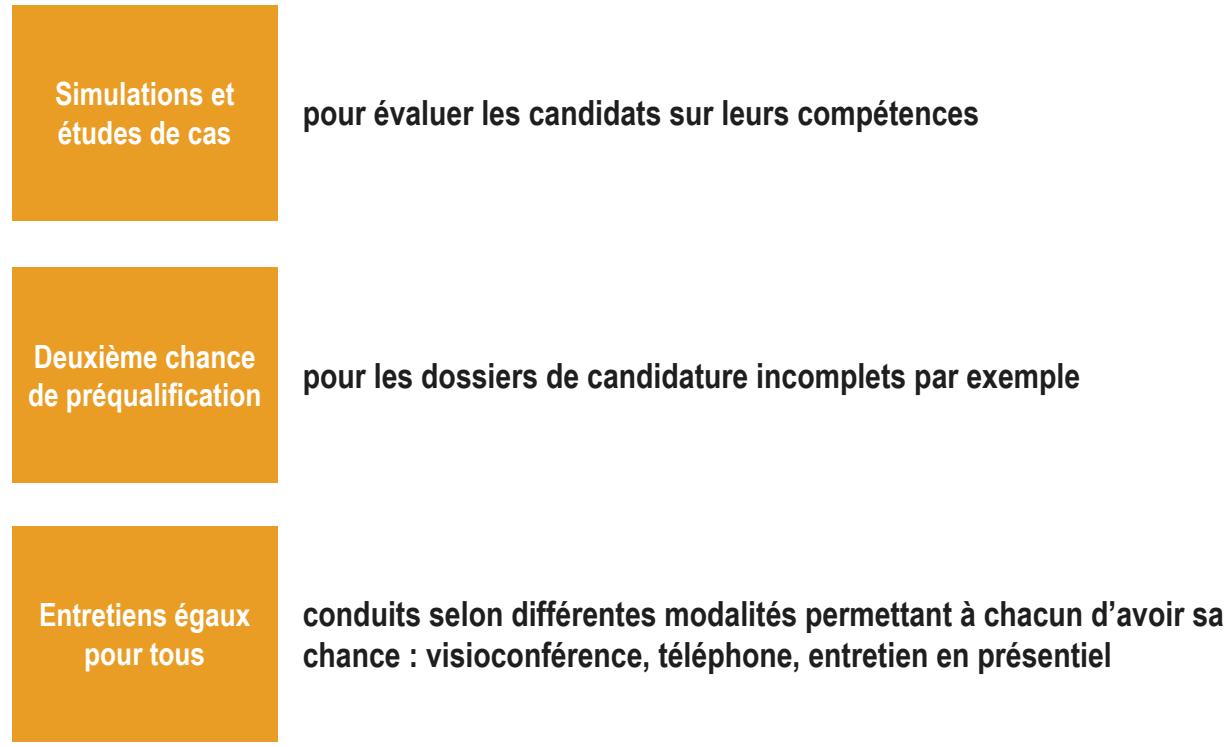 Simulations et
études de cas
pour évaluer les candidats sur leurs compétences
Deuxième chance
de préqualification
pour les dossiers de candidature incomplets par exemple
Entretiens égaux
pour tous
conduits selon différentes modalités permettant à chacun d’avoir sa
chance : visioconférence, téléphone, entretien en présentiel